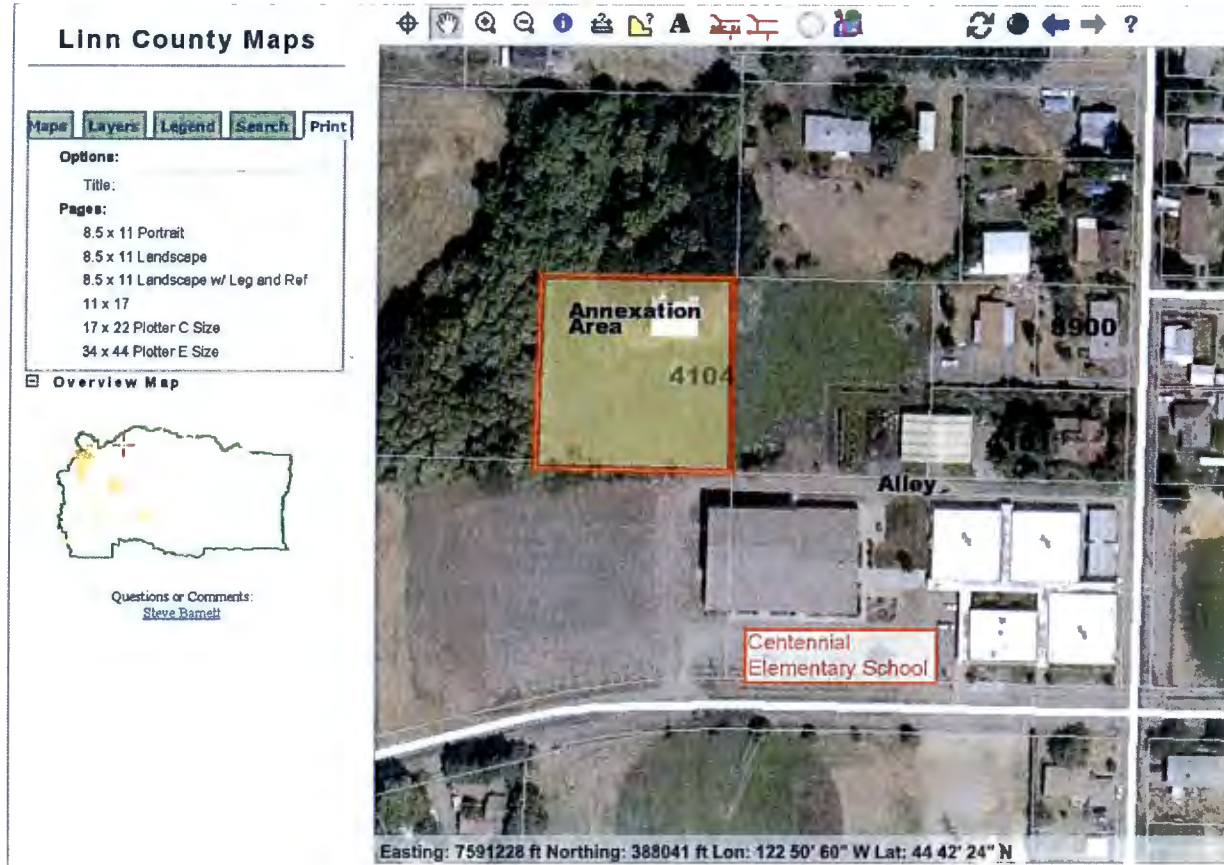 Linn County Maps
Maps Layers Legend Search Print
Options:
Title:
Pages:
8.5 x 11 Portrait
8.5 x 11 Landscape
8.5 x 11 Landscape w/ Leg and Ref
11 x 17
17 x 22 Plotter C Size
34 x 44 Plotter E Size
Overview Map
Questions or Comments:
Steve Barnett
A
?
Annexation
Area
4104
8900
Alley
Centennial
Elementary School
Easting: 7591228 ft Northing: 388041 ft Lon: 122 50' 60" W Lat: 44 42' 24" N